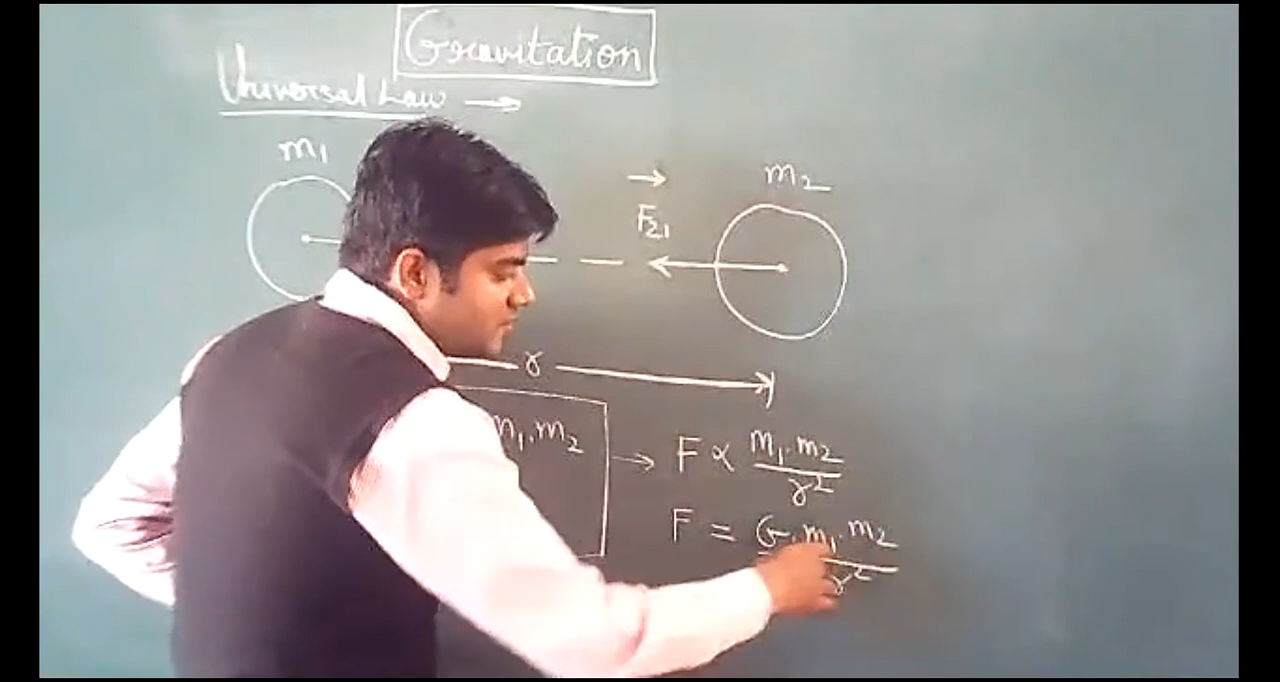 Gravitation
Universal Law →
m₁
m₂
→
F₂₁
r
m₁.m₂
→ F ∝ m₁.m₂ / r²
F = G.m₁.m₂ / r²